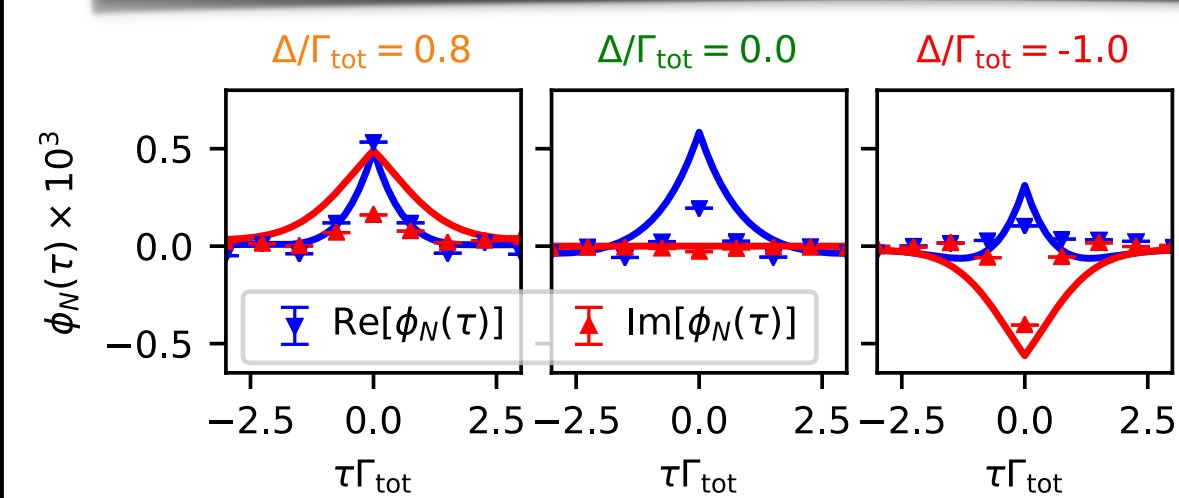 Δ/Γtot = 0.8 Δ/Γtot = 0.0 Δ/Γtot = -1.0
ϕN(τ) × 10³
0.5
0.0
−0.5
Re[ϕN(τ)] Im[ϕN(τ)]
−2.5 0.0 2.5 −2.5 0.0 2.5 −2.5 0.0 2.5
τΓtot τΓtot τΓtot